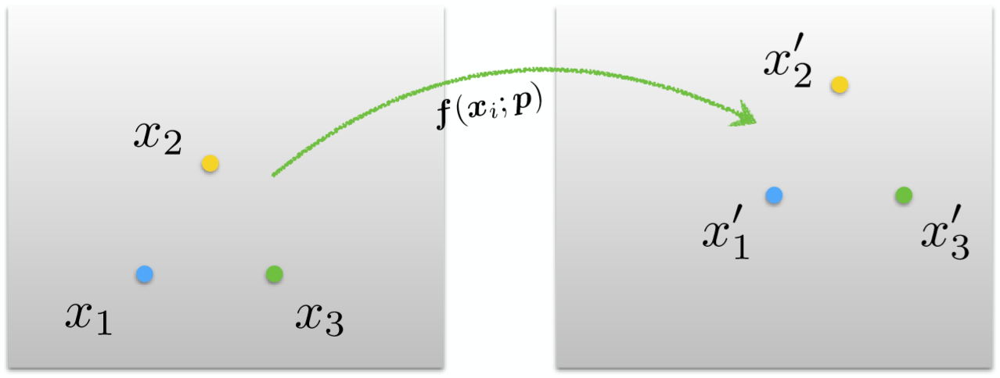 x₂
x₁
x₃
f(xᵢ; p)
x′₂
x′₁
x′₃